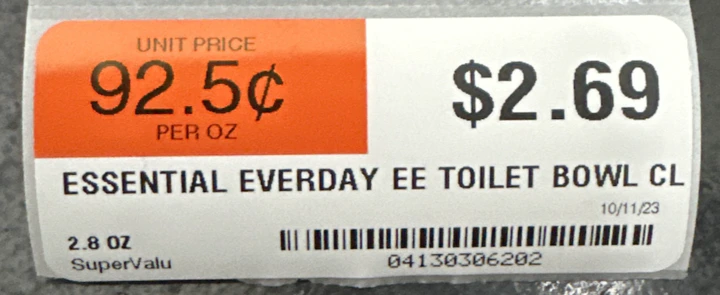 UNIT PRICE
92.5¢
PER OZ
$2.69
ESSENTIAL EVERDAY EE TOILET BOWL CL
10/11/23
2.8 OZ
SuperValu
04130306202